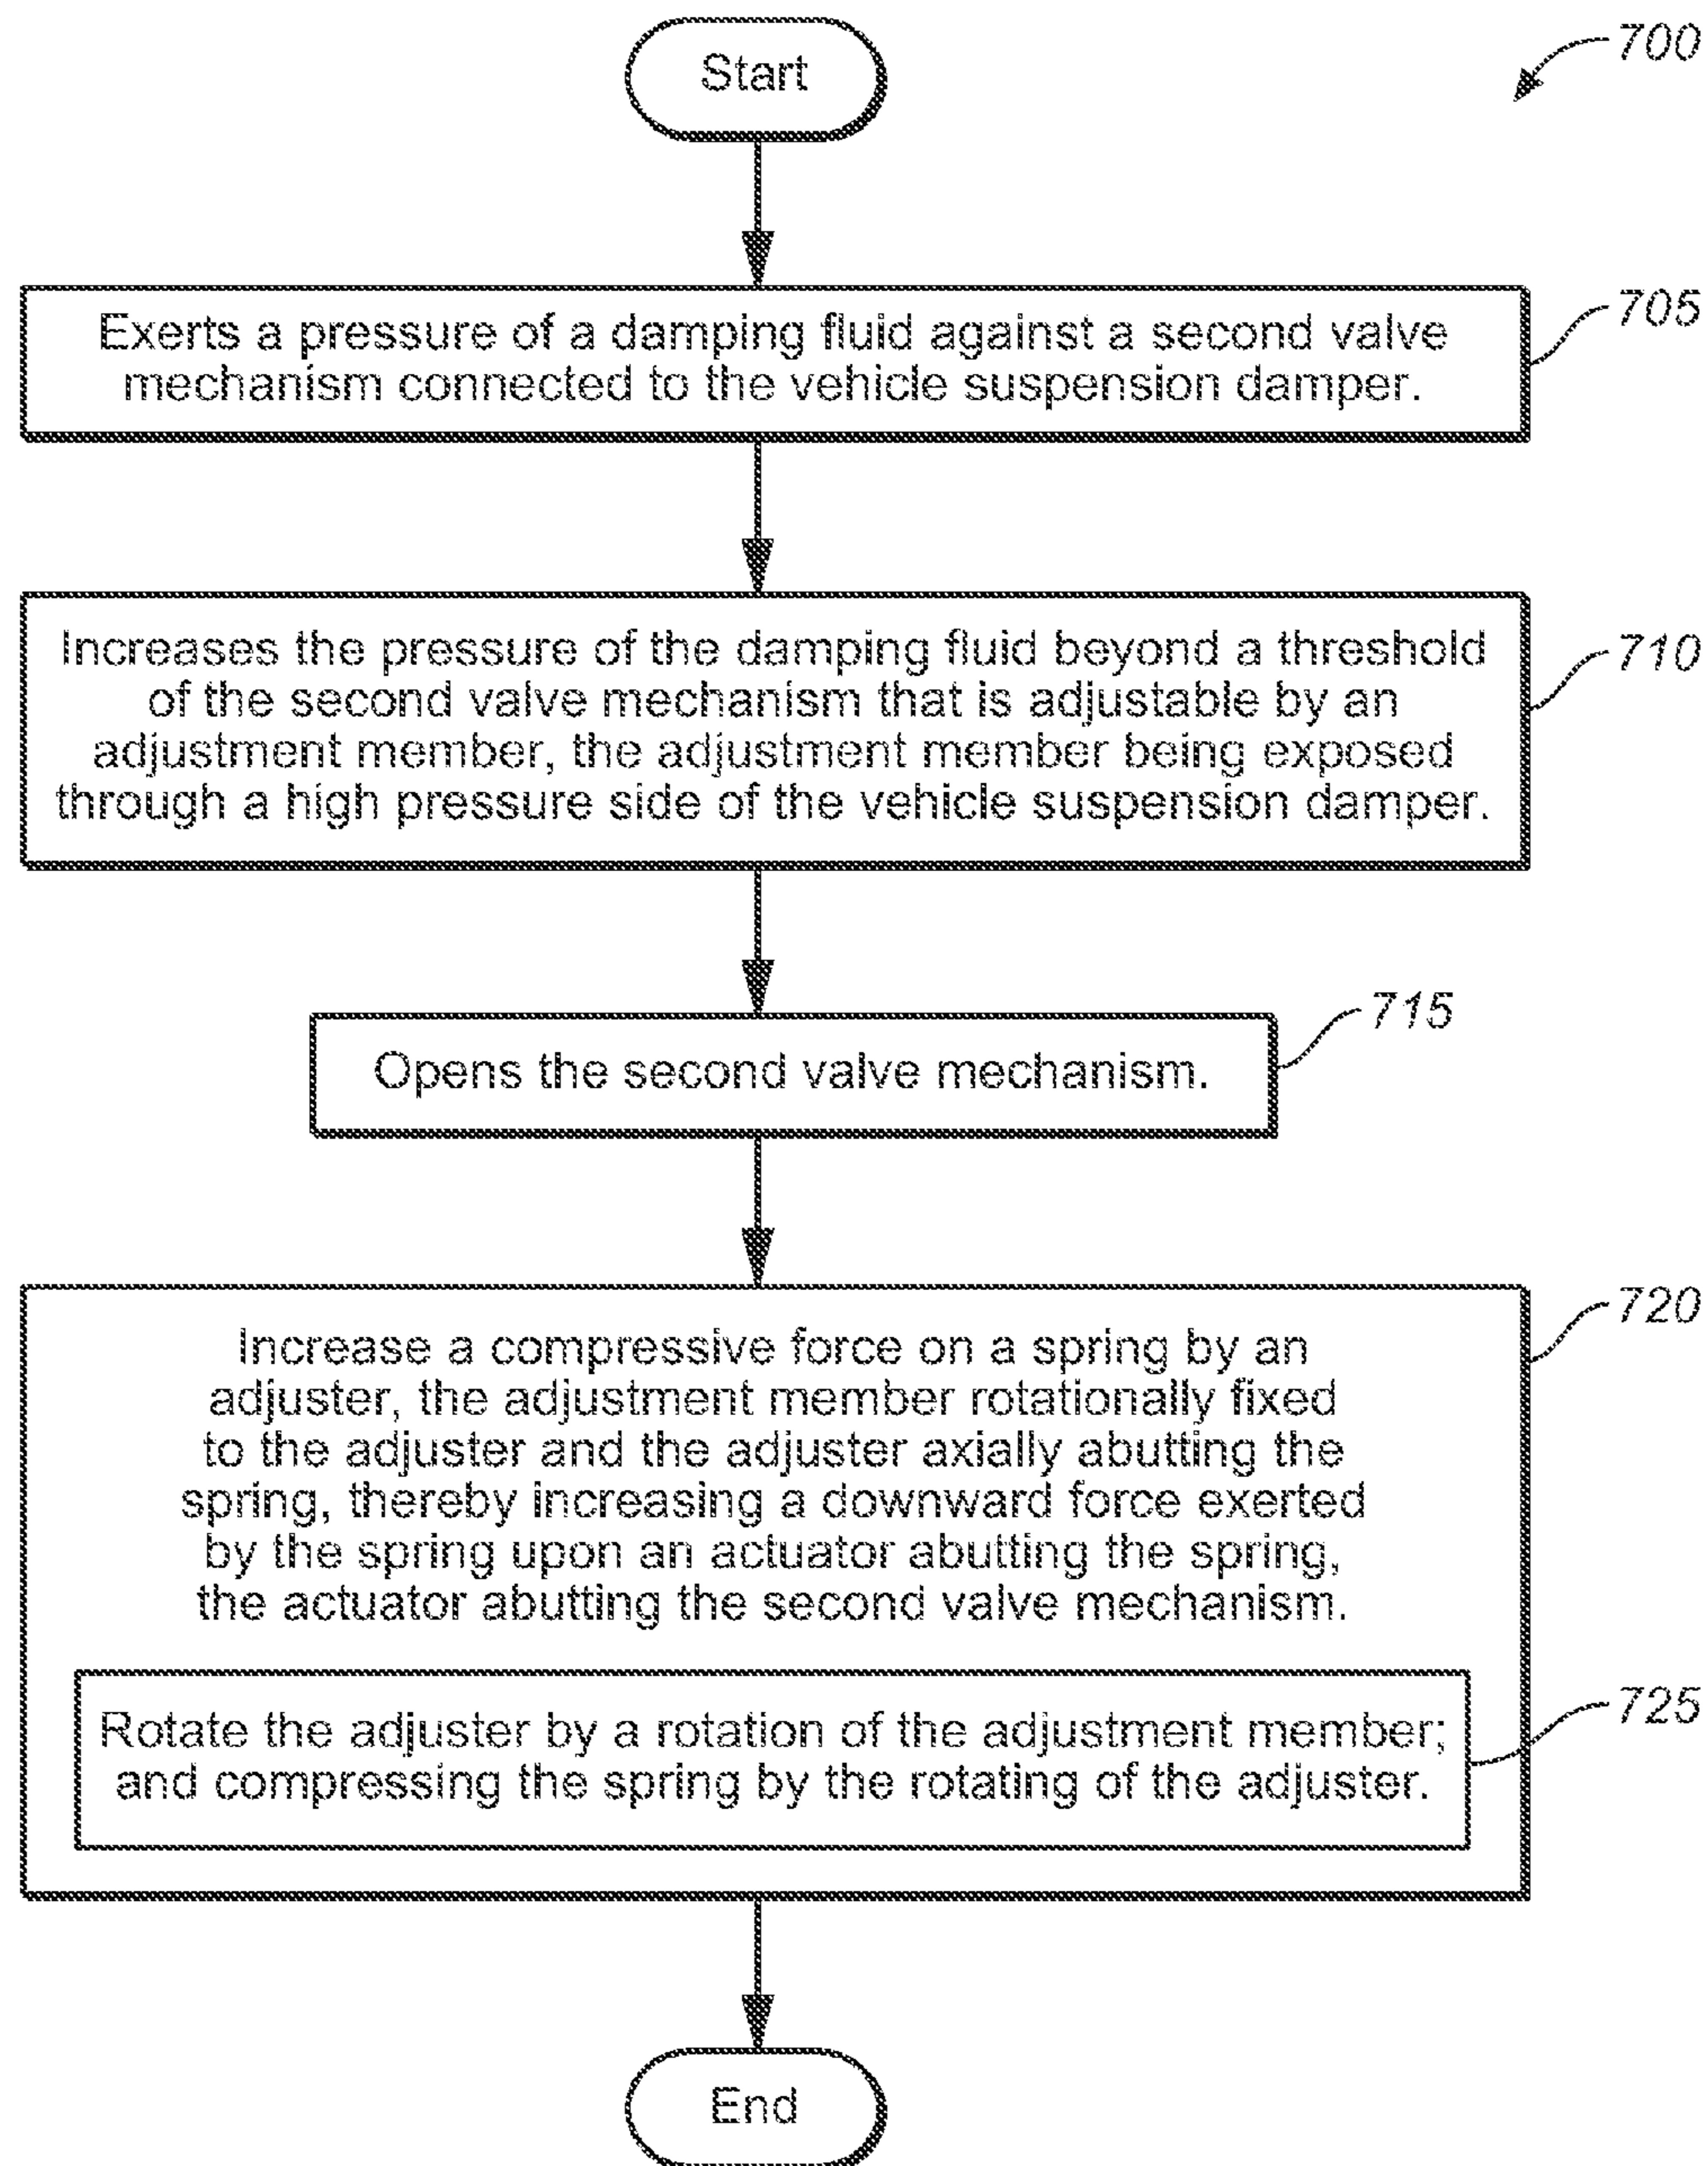 Start
700
Exerts a pressure of a damping fluid against a second valve
mechanism connected to the vehicle suspension damper.
705
Increases the pressure of the damping fluid beyond a threshold
of the second valve mechanism that is adjustable by an
adjustment member, the adjustment member being exposed
through a high pressure side of the vehicle suspension damper.
710
Opens the second valve mechanism.
715
Increase a compressive force on a spring by an
adjuster, the adjustment member rotationally fixed
to the adjuster and the adjuster axially abutting the
spring, thereby increasing a downward force exerted
by the spring upon an actuator abutting the spring,
the actuator abutting the second valve mechanism.
720
Rotate the adjuster by a rotation of the adjustment member;
and compressing the spring by the rotating of the adjuster.
725
End